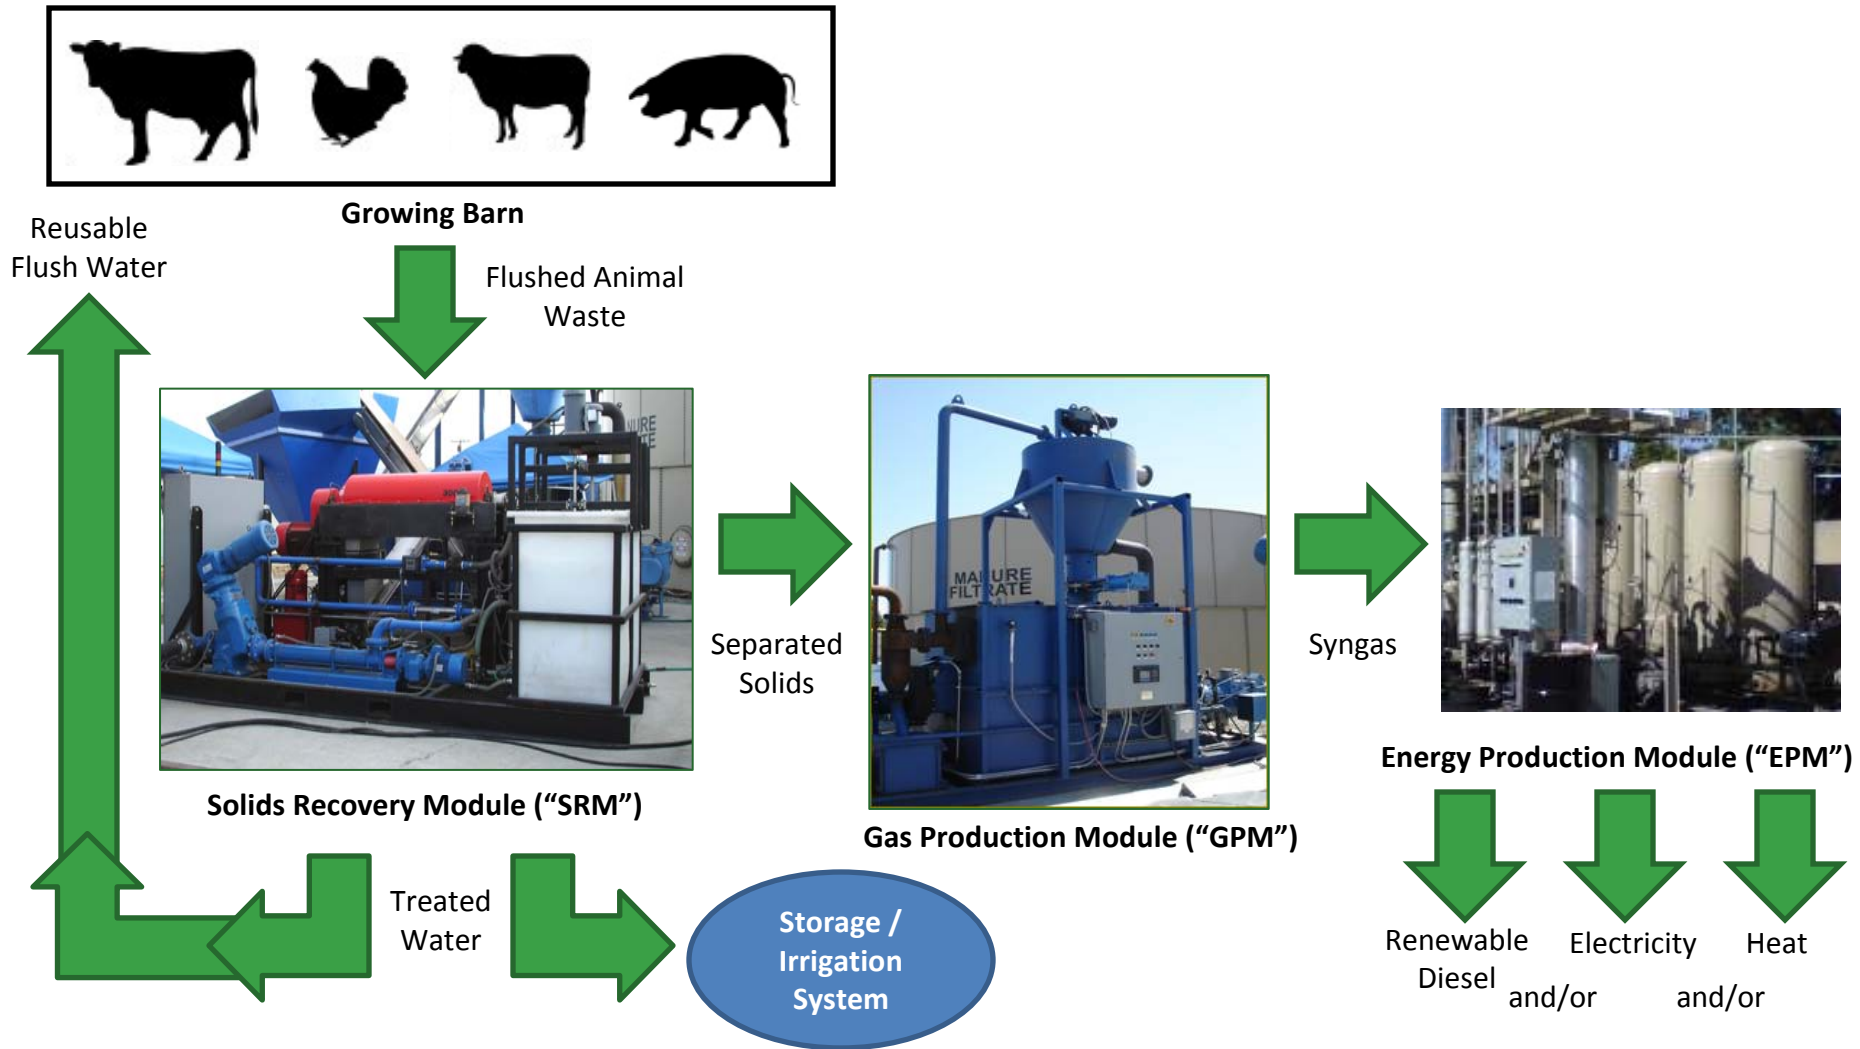 Growing Barn
Reusable
Flush Water
Flushed Animal
Waste
MANURE
FILTRATE
Separated
Solids
Syngas
Solids Recovery Module (“SRM”)
Gas Production Module (“GPM”)
Energy Production Module (“EPM”)
Treated
Water
Storage /
Irrigation
System
Renewable
Diesel
and/or
Electricity
and/or
Heat